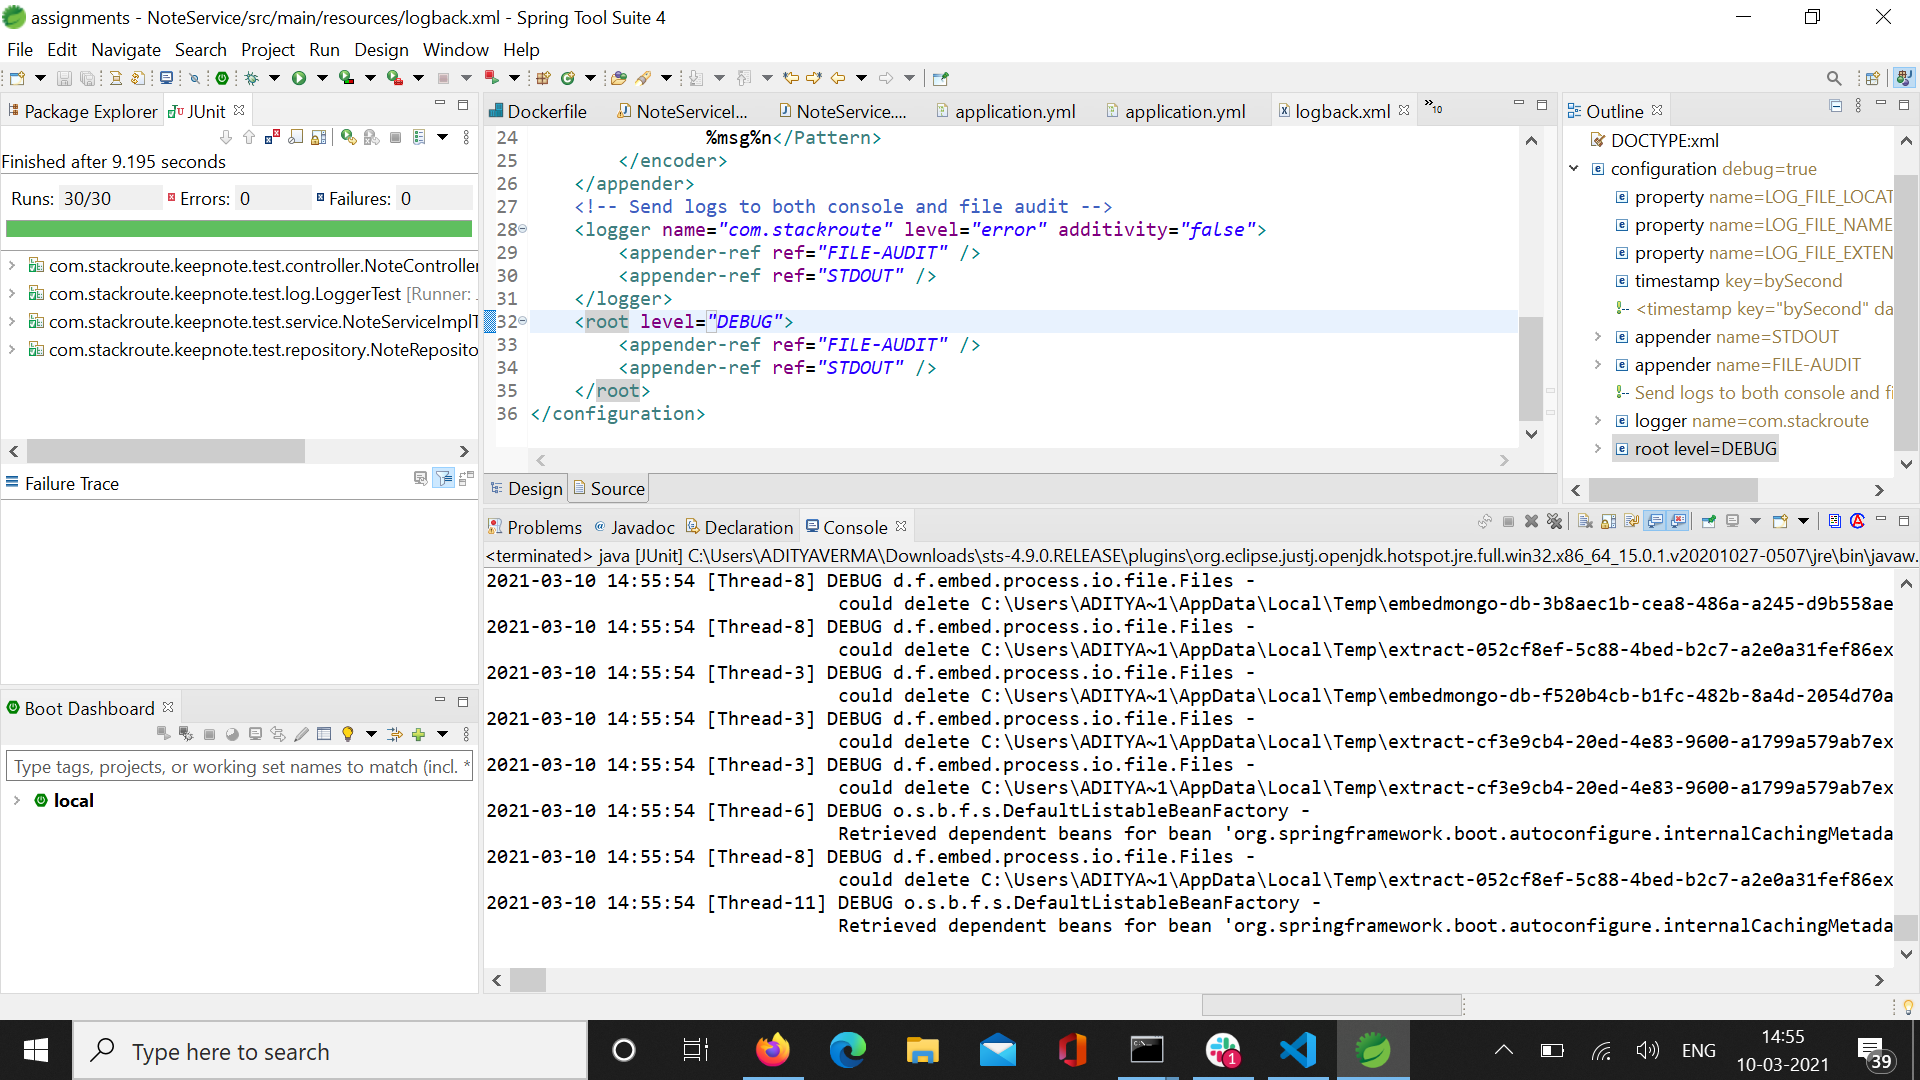 assignments - NoteService/src/main/resources/logback.xml - Spring Tool Suite 4
File Edit Navigate Search Project Run Design Window Help
Package Explorer
JUnit
Finished after 9.195 seconds
Runs: 30/30 Errors: 0 Failures: 0
com.stackroute.keepnote.test.controller.NoteController
com.stackroute.keepnote.test.log.LoggerTest [Runner:
com.stackroute.keepnote.test.service.NoteServiceImplT
com.stackroute.keepnote.test.repository.NoteReposito
Failure Trace
Boot Dashboard
Type tags, projects, or working set names to match (incl. *
local
Dockerfile NoteServiceI... NoteService.... application.yml application.yml logback.xml »10
24 %msg%n</Pattern>
25 </encoder>
26 </appender>
27 <!-- Send logs to both console and file audit -->
28 <logger name="com.stackroute" level="error" additivity="false">
29 <appender-ref ref="FILE-AUDIT" />
30 <appender-ref ref="STDOUT" />
31 </logger>
32 <root level="DEBUG">
33 <appender-ref ref="FILE-AUDIT" />
34 <appender-ref ref="STDOUT" />
35 </root>
36 </configuration>
Design Source
Outline
DOCTYPE:xml
configuration debug=true
property name=LOG_FILE_LOCAT
property name=LOG_FILE_NAME
property name=LOG_FILE_EXTEN
timestamp key=bySecond
<timestamp key="bySecond" da
appender name=STDOUT
appender name=FILE-AUDIT
Send logs to both console and fi
logger name=com.stackroute
root level=DEBUG
Problems Javadoc Declaration Console
<terminated> java [JUnit] C:\Users\ADITYAVERMA\Downloads\sts-4.9.0.RELEASE\plugins\org.eclipse.justj.openjdk.hotspot.jre.full.win32.x86_64_15.0.1.v20201027-0507\jre\bin\javaw.
2021-03-10 14:55:54 [Thread-8] DEBUG d.f.embed.process.io.file.Files -
could delete C:\Users\ADITYA~1\AppData\Local\Temp\embedmongo-db-3b8aec1b-cea8-486a-a245-d9b558ae
2021-03-10 14:55:54 [Thread-8] DEBUG d.f.embed.process.io.file.Files -
could delete C:\Users\ADITYA~1\AppData\Local\Temp\extract-052cf8ef-5c88-4bed-b2c7-a2e0a31fef86ex
2021-03-10 14:55:54 [Thread-3] DEBUG d.f.embed.process.io.file.Files -
could delete C:\Users\ADITYA~1\AppData\Local\Temp\embedmongo-db-f520b4cb-b1fc-482b-8a4d-2054d70a
2021-03-10 14:55:54 [Thread-3] DEBUG d.f.embed.process.io.file.Files -
could delete C:\Users\ADITYA~1\AppData\Local\Temp\extract-cf3e9cb4-20ed-4e83-9600-a1799a579ab7ex
2021-03-10 14:55:54 [Thread-3] DEBUG d.f.embed.process.io.file.Files -
could delete C:\Users\ADITYA~1\AppData\Local\Temp\extract-cf3e9cb4-20ed-4e83-9600-a1799a579ab7ex
2021-03-10 14:55:54 [Thread-6] DEBUG o.s.b.f.s.DefaultListableBeanFactory -
Retrieved dependent beans for bean 'org.springframework.boot.autoconfigure.internalCachingMetada
2021-03-10 14:55:54 [Thread-8] DEBUG d.f.embed.process.io.file.Files -
could delete C:\Users\ADITYA~1\AppData\Local\Temp\extract-052cf8ef-5c88-4bed-b2c7-a2e0a31fef86ex
2021-03-10 14:55:54 [Thread-11] DEBUG o.s.b.f.s.DefaultListableBeanFactory -
Retrieved dependent beans for bean 'org.springframework.boot.autoconfigure.internalCachingMetada
Type here to search
1
ENG
14:55
10-03-2021
39